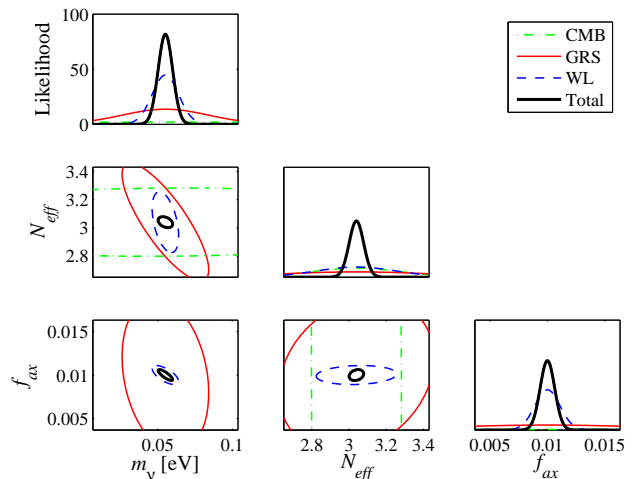 100
50
0
Likelihood
CMB
GRS
WL
Total
3.4
3.2
3
2.8
N_eff
0.015
0.01
0.005
f_ax
0.05 0.1
m_ν [eV]
2.8 3 3.2 3.4
N_eff
0.005 0.01 0.015
f_ax